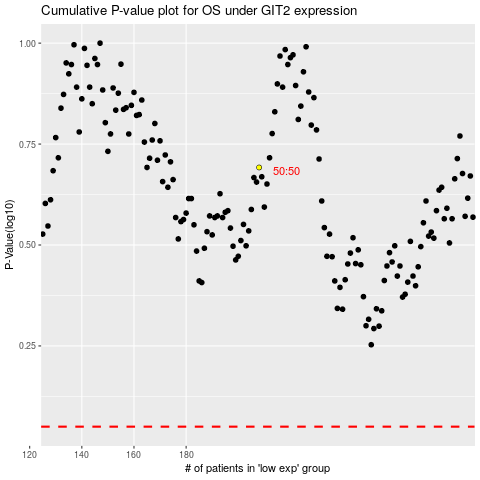 Cumulative P-value plot for OS under GIT2 expression
1.00
0.75
50:50
0.50
0.25
P-Value(log10)
120 140 160 180
# of patients in 'low exp' group